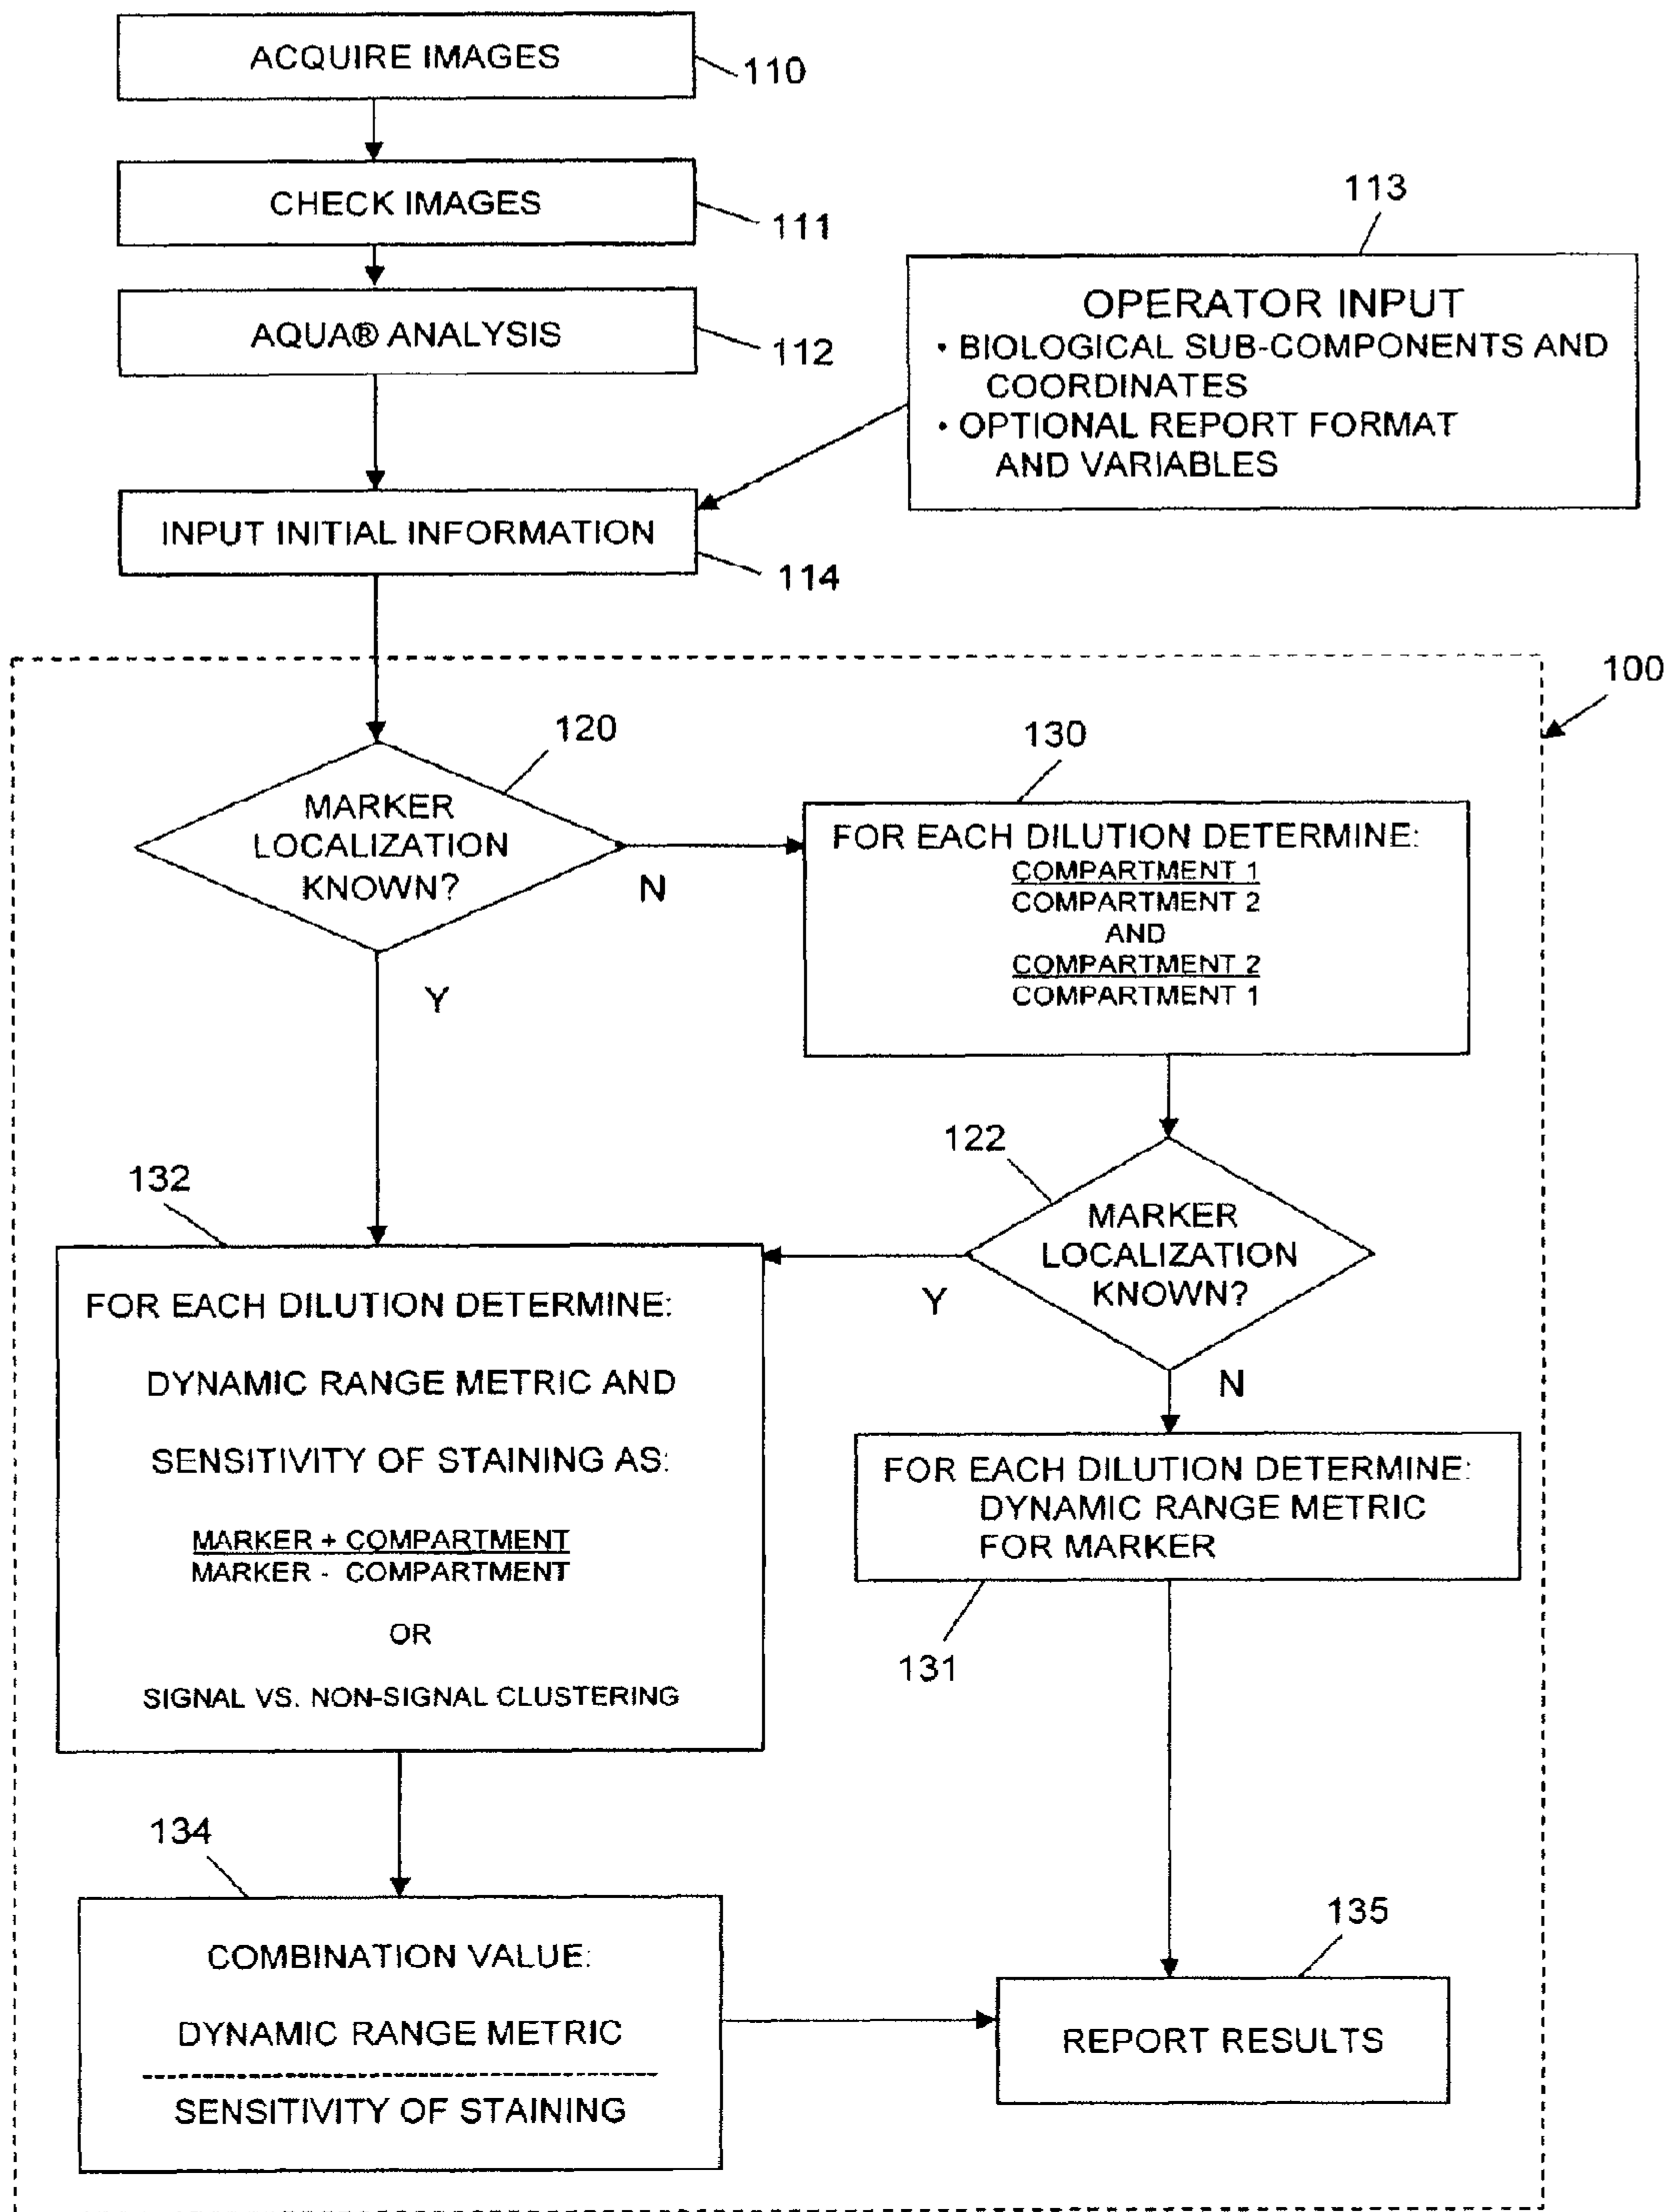 ACQUIRE IMAGES
110
CHECK IMAGES
111
AQUA® ANALYSIS
112
113
OPERATOR INPUT
• BIOLOGICAL SUB-COMPONENTS AND
COORDINATES
• OPTIONAL REPORT FORMAT
AND VARIABLES
INPUT INITIAL INFORMATION
114
100
120
MARKER
LOCALIZATION
KNOWN?
N
Y
130
FOR EACH DILUTION DETERMINE:
COMPARTMENT 1
COMPARTMENT 2
AND
COMPARTMENT 2
COMPARTMENT 1
122
MARKER
LOCALIZATION
KNOWN?
Y
N
132
FOR EACH DILUTION DETERMINE:
DYNAMIC RANGE METRIC AND
SENSITIVITY OF STAINING AS:
MARKER + COMPARTMENT
MARKER - COMPARTMENT
OR
SIGNAL VS. NON-SIGNAL CLUSTERING
FOR EACH DILUTION DETERMINE:
DYNAMIC RANGE METRIC
FOR MARKER
131
134
COMBINATION VALUE:
DYNAMIC RANGE METRIC
SENSITIVITY OF STAINING
135
REPORT RESULTS